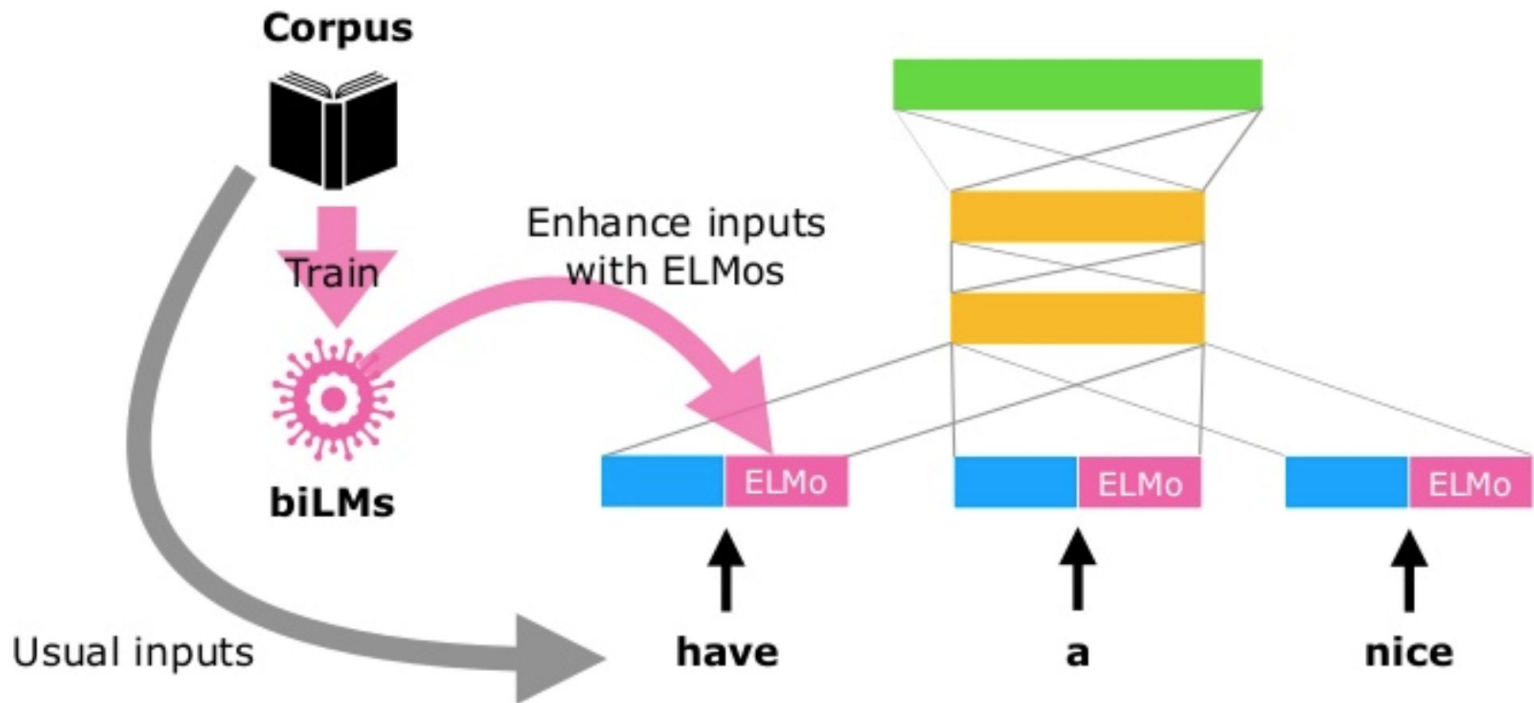 Corpus
Train
Enhance inputs
with ELMos
biLMs
ELMo
ELMo
ELMo
Usual inputs
have
a
nice